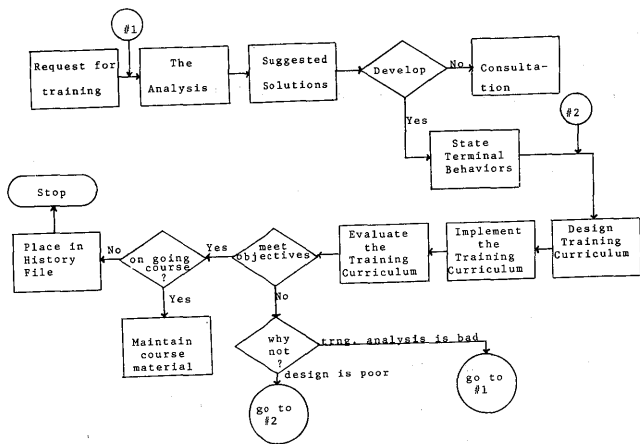 #1
Request for
training
The
Analysis
Suggested
Solutions
Develop
No
Consulta-
tion
Yes
#2
State
Terminal
Behaviors
Stop
Place in
History
File
No
on going
course
?
Yes
meet
objectives
Evaluate
the
Training
Curriculum
Implement
the
Training
Curriculum
Design
Training
Curriculum
Yes
No
Maintain
course
material
why
not
?
trng. analysis is bad
design is poor
go to
#1
go to
#2